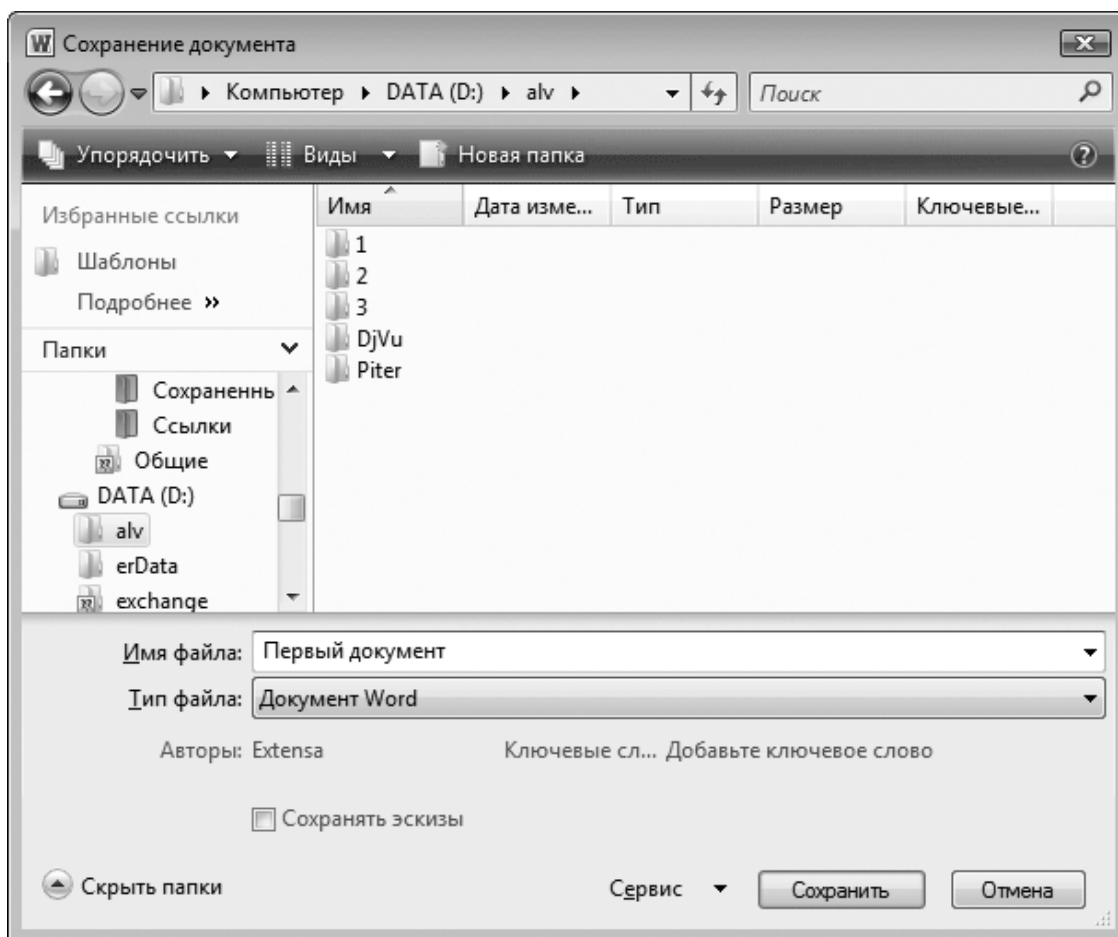 Сохранение документа
Компьютер DATA (D:) alv Поиск
Упорядочить Виды Новая папка
Избранные ссылки
Шаблоны
Подробнее »
Папки
Сохраненнь
Ссылки
Общие
DATA (D:)
alv
erData
exchange
Имя Дата изме... Тип Размер Ключевые...
1
2
3
DjVu
Piter
Имя файла: Первый документ
Тип файла: Документ Word
Авторы: Extensa Ключевые сл... Добавьте ключевое слово
Сохранять эскизы
Скрыть папки Сервис Сохранить Отмена